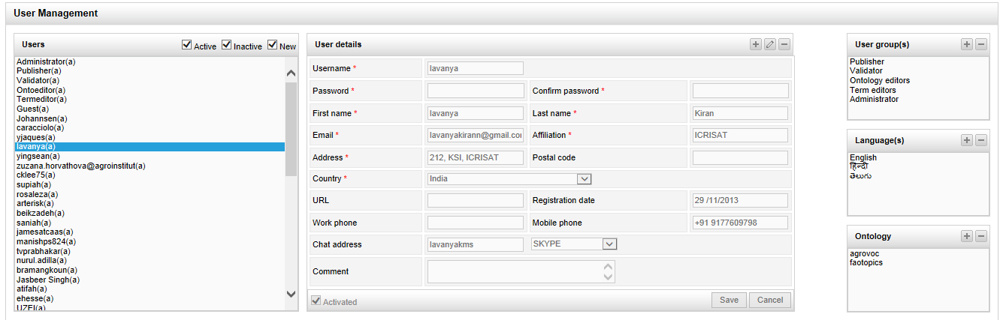 User Management
Users Active Inactive New
Administrator(a)
Publisher(a)
Validator(a)
Ontoeditor(a)
Termeditor(a)
Guest(a)
Johannsen(a)
caracciolo(a)
yjaques(a)
lavanya(a)
yingsean(a)
zuzana.horvathova@agroinstitut(a)
cklee75(a)
supiah(a)
rosaleza(a)
arterisk(a)
beikzadeh(a)
saniah(a)
jamesatcaas(a)
manishps824(a)
tvprabhakar(a)
nurul.adilla(a)
bramangkoun(a)
Jasbeer Singh(a)
atifah(a)
ehesse(a)
UZEI(a)
User details
Username * lavanya
Password * Confirm password *
First name * lavanya Last name * Kiran
Email * lavanyakirann@gmail.co Affiliation * ICRISAT
Address * 212, KSI, ICRISAT Postal code
Country * India
URL Registration date 29 /11/2013
Work phone Mobile phone +91 9177609798
Chat address lavanyakms SKYPE
Comment
Activated Save Cancel
User group(s)
Publisher
Validator
Ontology editors
Term editors
Administrator
Language(s)
English
हिन्दी
తెలుగు
Ontology
agrovoc
faotopics